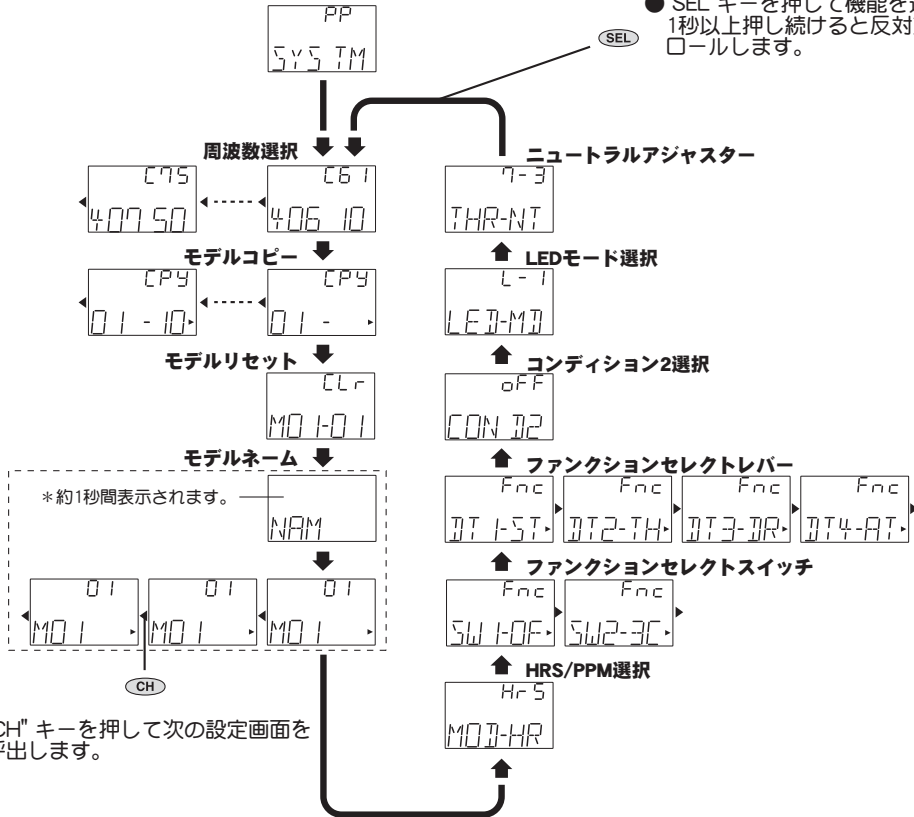 PP
SYSTM
● SEL キーを押して機能を
1秒以上押し続けると反対
ロールします。
SEL
周波数選択
C75
407 50
C61
406 10
モデルコピー
CPY
01 - 10
CPY
01 -
モデルリセット
CLr
M01-01
モデルネーム
＊約1秒間表示されます。
NAM
01
M01
01
M01
01
M01
CH
CH" キーを押して次の設定画面を
出します。
ニュートラルアジャスター
7-3
THR-NT
LEDモード選択
L-1
LED-MD
コンディション2選択
oFF
CON D2
ファンクションセレクトレバー
Fnc
DT1-ST
Fnc
DT2-TH
Fnc
DT3-DR
Fnc
DT4-AT
ファンクションセレクトスイッチ
Fnc
SW1-OF
Fnc
SW2-3C
HRS/PPM選択
HrS
MOD-HR